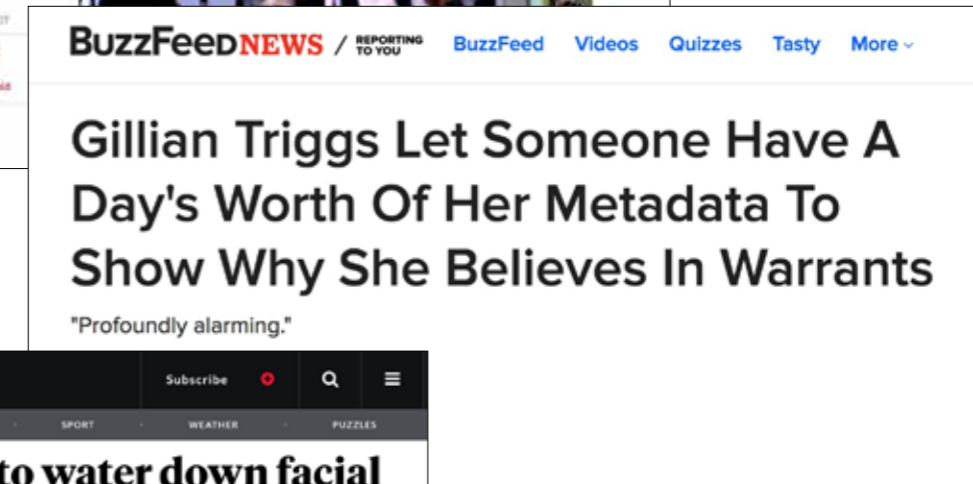 BuzzFeedNEWS / REPORTING TO YOU BuzzFeed Videos Quizzes Tasty More
Gillian Triggs Let Someone Have A
Day's Worth Of Her Metadata To
Show Why She Believes In Warrants
"Profoundly alarming."
Subscribe
SPORT WEATHER PUZZLES
to water down facial